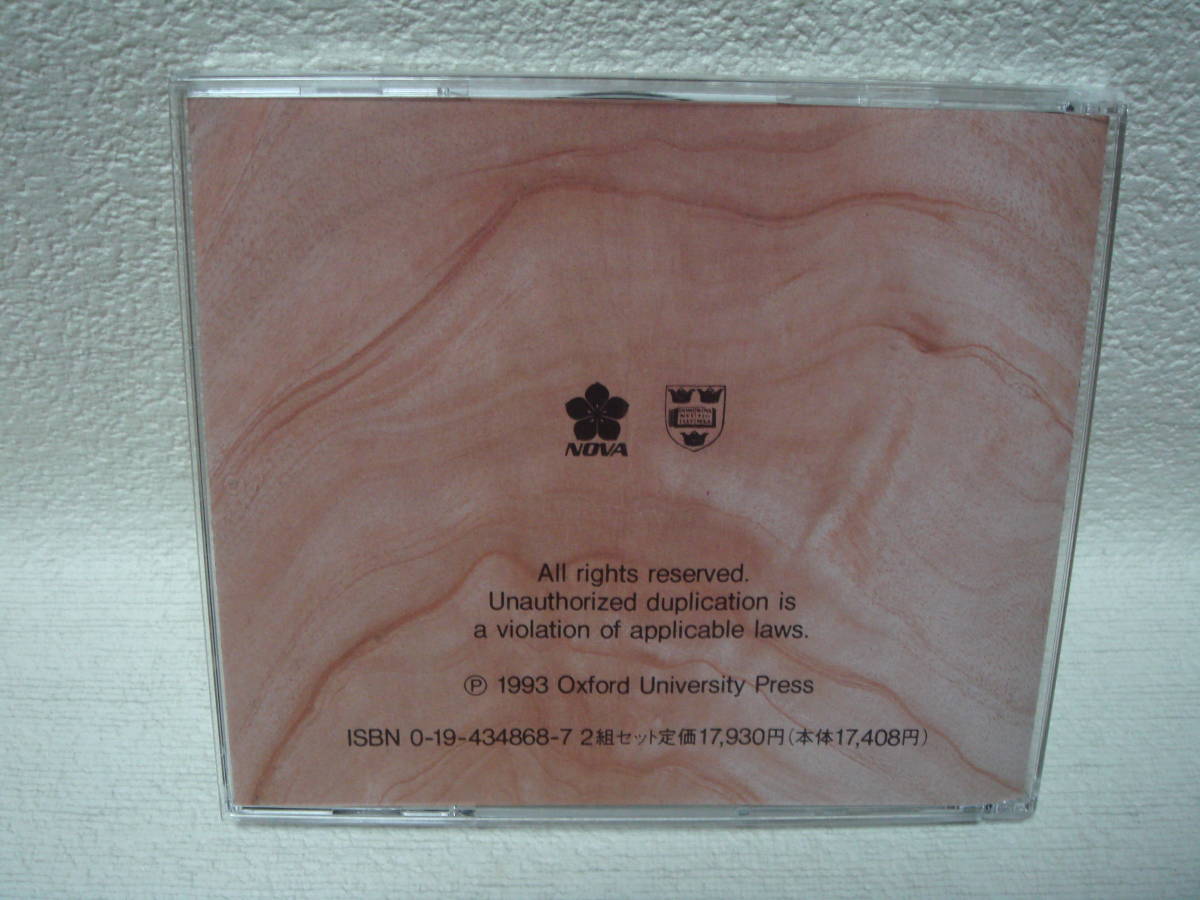 NOVA
All rights reserved.
Unauthorized duplication is
a violation of applicable laws.
Ⓟ 1993 Oxford University Press
ISBN 0-19-434868-7 2組セット定価17,930円(本体17,408円)